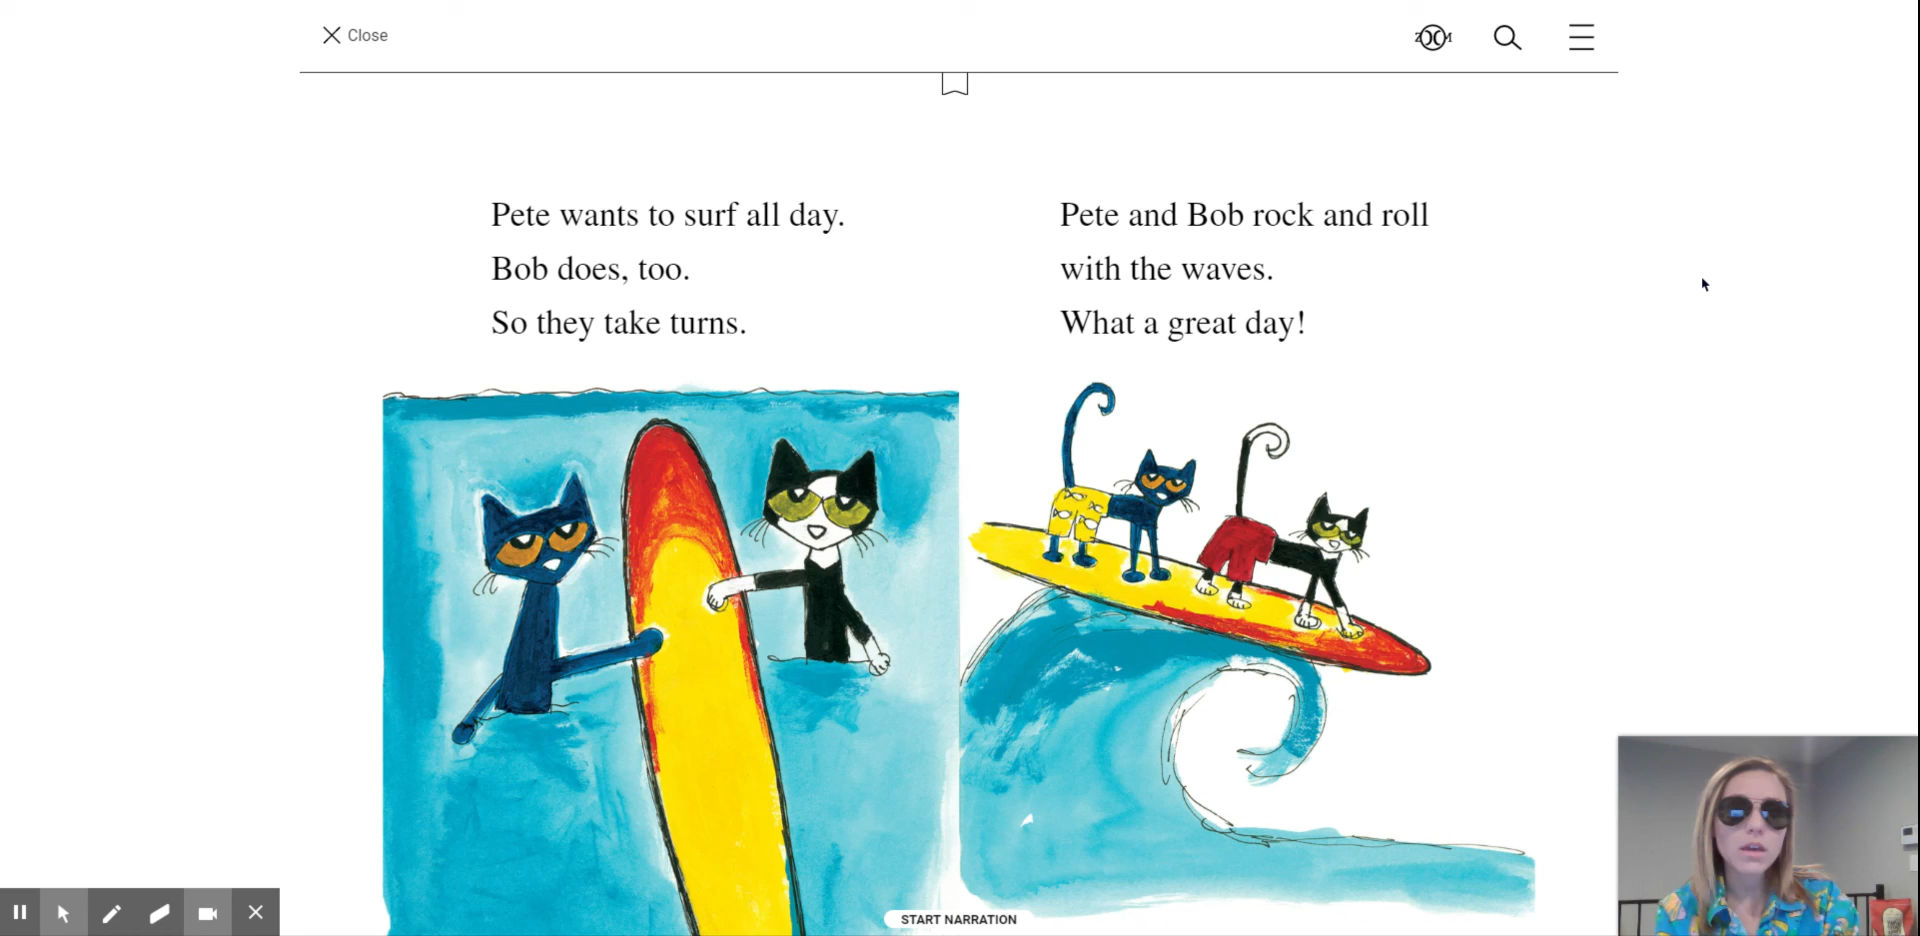 Close
ZOOM
Pete wants to surf all day.
Bob does, too.
So they take turns.
Pete and Bob rock and roll
with the waves.
What a great day!
START NARRATION